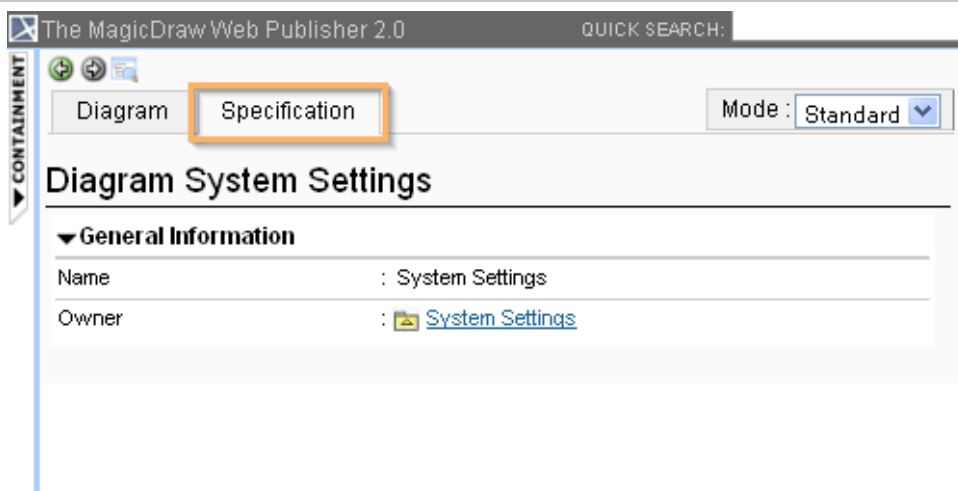 The MagicDraw Web Publisher 2.0 QUICK SEARCH:
CONTAINMENT
Diagram Specification Mode : Standard
Diagram System Settings
General Information
Name : System Settings
Owner : System Settings